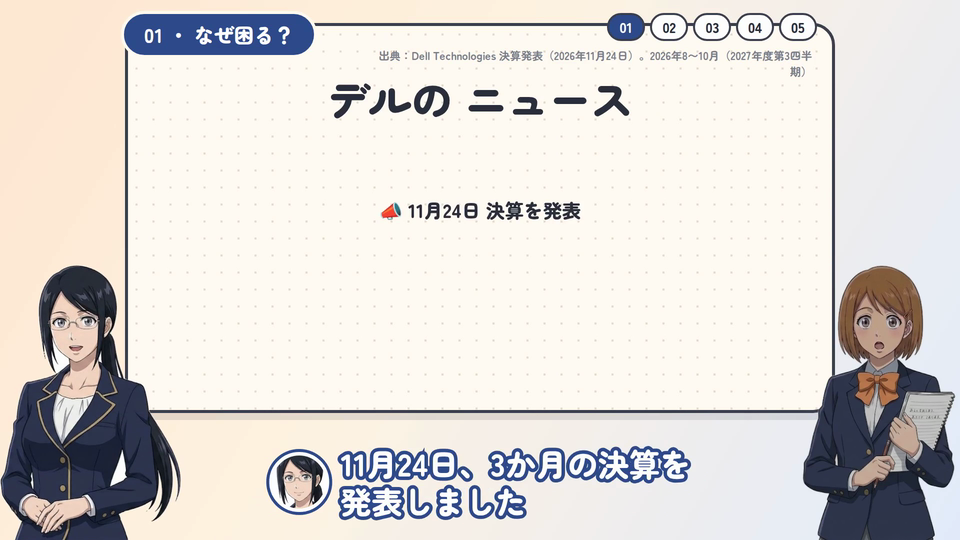 01 ・ なぜ困る？
01 02 03 04 05
出典：Dell Technologies 決算発表（2026年11月24日）。2026年8〜10月（2027年度第3四半
期）
デルの ニュース
📣 11月24日 決算を発表
11月24日、3か月の決算を
発表しました